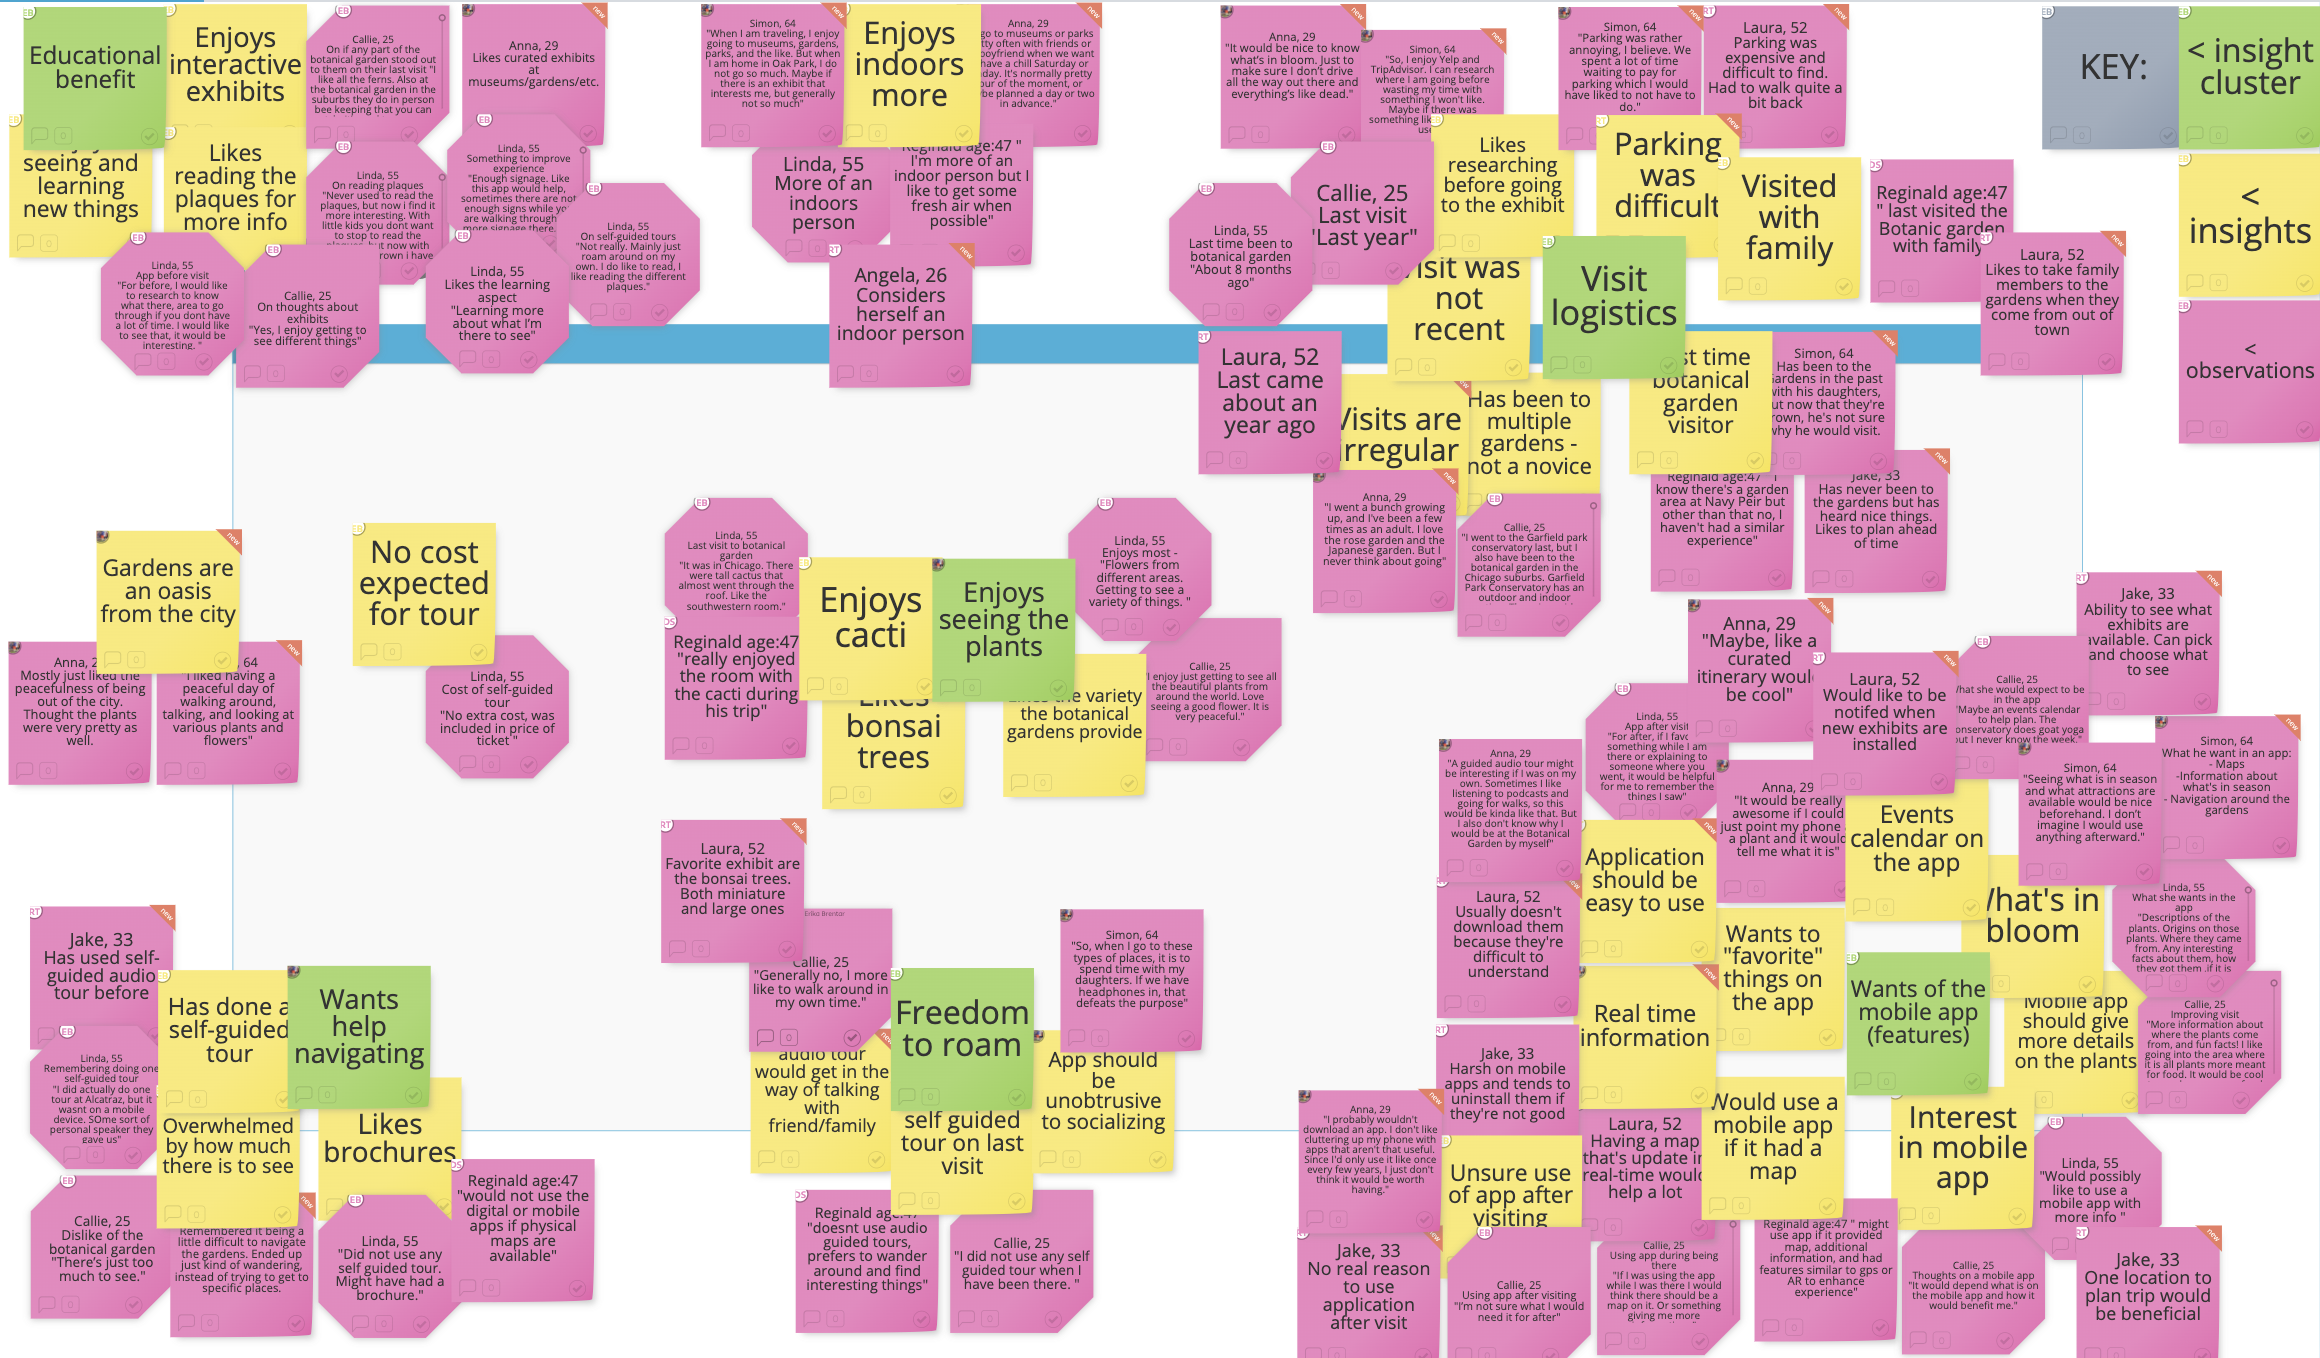 Educational
benefit
Enjoys
interactive
exhibits
Callie, 25
On if any part of the
botanical garden stood out
to them on their last visit "I
like all the ferns. Also at
the botanical garden in the
suburbs they do in person
bee keeping that you can
Anna, 29
Likes curated exhibits
at
museums/gardens/etc.
seeing and
learning
new things
Likes
reading the
plaques for
more info
Linda, 55
On reading plaques
"Never used to read the
plaques, but now i find it
more interesting. With
little kids you dont want
to stop to read the
but now with
rown i have
Linda, 55
Something to improve
experience
"Enough signage. Like
this app would help,
sometimes there are not
enough signs while you
are walking through
more signage there.
Linda, 55
On self-guided tours
"Not really. Mainly just
roam around on my
own. I do like to read, I
like reading the different
plaques."
Linda, 55
App before visit
"For before, I would like
to research to know
what there, area to go
through if you dont have
a lot of time. I would like
to see that, it would be
interesting. "
Callie, 25
On thoughts about
exhibits
"Yes, I enjoy getting to
see different things"
Linda, 55
Likes the learning
aspect
"Learning more
about what I'm
there to see"
Simon, 64
"When I am traveling, I enjoy
going to museums, gardens,
parks, and the like. But when
I am home in Oak Park, I do
not go so much. Maybe if
there is an exhibit that
interests me, but generally
not so much"
Enjoys
indoors
more
Anna, 29
go to museums or parks
tty often with friends or
boyfriend when we want
have a chill Saturday or
day. It's normally pretty
ur of the moment, or
be planned a day or two
in advance."
Linda, 55
More of an
indoors
person
Reginald age:47 "
I'm more of an
indoor person but I
like to get some
fresh air when
possible"
Angela, 26
Considers
herself an
indoor person
Anna, 29
"It would be nice to know
what's in bloom. Just to
make sure I don't drive
all the way out there and
everything's like dead."
Simon, 64
"So, I enjoy Yelp and
TripAdvisor. I can research
where I am going before
wasting my time with
something I won't like.
Maybe if there was
something lik
use
Simon, 64
"Parking was rather
annoying, I believe. We
spent a lot of time
waiting to pay for
parking which I would
have liked to not have to
do."
Laura, 52
Parking was
expensive and
difficult to find.
Had to walk quite a
bit back
Likes
researching
before going
to the exhibit
Parking
was
difficult
Callie, 25
Last visit
"Last year"
Linda, 55
Last time been to
botanical garden
"About 8 months
ago"
Visited
with
family
Reginald age:47
" last visited the
Botanic garden
with family
Laura, 52
Likes to take family
members to the
gardens when they
come from out of
town
Visit was
not
recent
Visit
logistics
Laura, 52
Last came
about an
year ago
Visits are
irregular
Has been to
multiple
gardens -
not a novice
st time
botanical
garden
visitor
Simon, 64
Has been to the
Gardens in the past
with his daughters,
ut now that they're
rown, he's not sure
why he would visit.
Anna, 29
"I went a bunch growing
up, and I've been a few
times as an adult. I love
the rose garden and the
Japanese garden. But I
never think about going"
Callie, 25
"I went to the Garfield park
conservatory last, but I
also have been to the
botanical garden in the
Chicago suburbs. Garfield
Park Conservatory has an
outdoor and indoor
Reginald age:47 " I
know there's a garden
area at Navy Peir but
other than that no, I
haven't had a similar
experience"
Jake, 33
Has never been to
the gardens but has
heard nice things.
Likes to plan ahead
of time
KEY:
< insight
cluster
<
insights
<
observations
Gardens are
an oasis
from the city
Anna, 2
Mostly just liked the
peacefulness of being
out of the city.
Thought the plants
were very pretty as
well.
64
"I liked having a
peaceful day of
walking around,
talking, and looking at
various plants and
flowers"
No cost
expected
for tour
Linda, 55
Cost of self-guided
tour
"No extra cost, was
included in price of
ticket "
Linda, 55
Last visit to botanical
garden
"It was in Chicago. There
were tall cactus that
almost went through the
roof. Like the
southwestern room."
Reginald age:47
"really enjoyed
the room with
the cacti during
his trip"
Enjoys
cacti
Enjoys
seeing the
plants
Likes
bonsai
trees
Linda, 55
Enjoys most -
"Flowers from
different areas.
Getting to see a
variety of things. "
Likes the variety
the botanical
gardens provide
Callie, 25
"I enjoy just getting to see all
the beautiful plants from
around the world. Love
seeing a good flower. It is
very peaceful."
Laura, 52
Favorite exhibit are
the bonsai trees.
Both miniature
and large ones
Erika Brentar
Callie, 25
"Generally no, I more
like to walk around in
my own time."
Freedom
to roam
Simon, 64
"So, when I go to these
types of places, it is to
spend time with my
daughters. If we have
headphones in, that
defeats the purpose"
audio tour
would get in the
way of talking
with
friend/family
self guided
tour on last
visit
App should
be
unobtrusive
to socializing
Reginald age:47
"doesnt use audio
guided tours,
prefers to wander
around and find
interesting things"
Callie, 25
"I did not use any self
guided tour when I
have been there. "
Jake, 33
Has used self-
guided audio
tour before
Has done a
self-guided
tour
Wants
help
navigating
Linda, 55
Remembering doing one
self-guided tour
"I did actually do one
tour at Alcatraz, but it
wasnt on a mobile
device. SOme sort of
personal speaker they
gave us"
Overwhelmed
by how much
there is to see
Likes
brochures
Callie, 25
Dislike of the
botanical garden
"There's just too
much to see."
Remembered it being a
little difficult to navigate
the gardens. Ended up
just kind of wandering,
instead of trying to get to
specific places.
Linda, 55
"Did not use any
self guided tour.
Might have had a
brochure."
Reginald age:47
"would not use the
digital or mobile
apps if physical
maps are
available"
Anna, 29
"Maybe, like a
curated
itinerary would
be cool"
Jake, 33
Ability to see what
exhibits are
available. Can pick
and choose what
to see
Laura, 52
Would like to be
notifed when
new exhibits are
installed
Callie, 25
What she would expect to be
in the app
"Maybe an events calendar
to help plan. The
onservatory does goat yoga
but I never know the week."
Linda, 55
App after visit
"For after, if I favo
something while I am
there or explaining to
someone where you
went, it would be helpful
for me to remember the
things I saw"
Anna, 29
"A guided audio tour might
be interesting if I was on my
own. Sometimes I like
listening to podcasts and
going for walks, so this
would be kinda like that. But
I also don't know why I
would be at the Botanical
Garden by myself"
Anna, 29
"It would be really
awesome if I could
just point my phone
a plant and it would
tell me what it is"
Simon, 64
"Seeing what is in season
and what attractions are
available would be nice
beforehand. I don't
imagine I would use
anything afterward."
Simon, 64
What he want in an app:
- Maps
-Information about
what's in season
- Navigation around the
gardens
Application
should be
easy to use
Events
calendar on
the app
What's in
bloom
Laura, 52
Usually doesn't
download them
because they're
difficult to
understand
Wants to
"favorite"
things on
the app
Linda, 55
What she wants in the
app
"Descriptions of the
plants. Origins on those
plants. Where they came
from. Any interesting
facts about them, how
they got them .if it is
Real time
information
Wants of the
mobile app
(features)
Mobile app
should give
more details
on the plants
Callie, 25
Improving visit
"More information about
where the plants come
from, and fun facts! I like
going into the area where
it is all plants more meant
for food. It would be cool
Jake, 33
Harsh on mobile
apps and tends to
uninstall them if
they're not good
Anna, 29
"I probably wouldn't
download an app. I don't like
cluttering up my phone with
apps that aren't that useful.
Since I'd only use it like once
every few years, I just don't
think it would be worth
having."
Unsure use
of app after
visiting
Laura, 52
Having a map
that's update in
real-time would
help a lot
Would use a
mobile app
if it had a
map
Interest
in mobile
app
Linda, 55
"Would possibly
like to use a
mobile app with
more info "
Jake, 33
No real reason
to use
application
after visit
Callie, 25
Using app after visiting
"I'm not sure what I would
need it for after"
Callie, 25
Using app during being
there
"If I was using the app
while I was there I would
think there should be a
map on it. Or something
giving me more
Reginald age:47 " might
use app if it provided
map, additional
information, and had
features similar to gps or
AR to enhance
experience"
Callie, 25
Thoughts on a mobile app
"It would depend what is on
the mobile app and how it
would benefit me."
Jake, 33
One location to
plan trip would
be beneficial